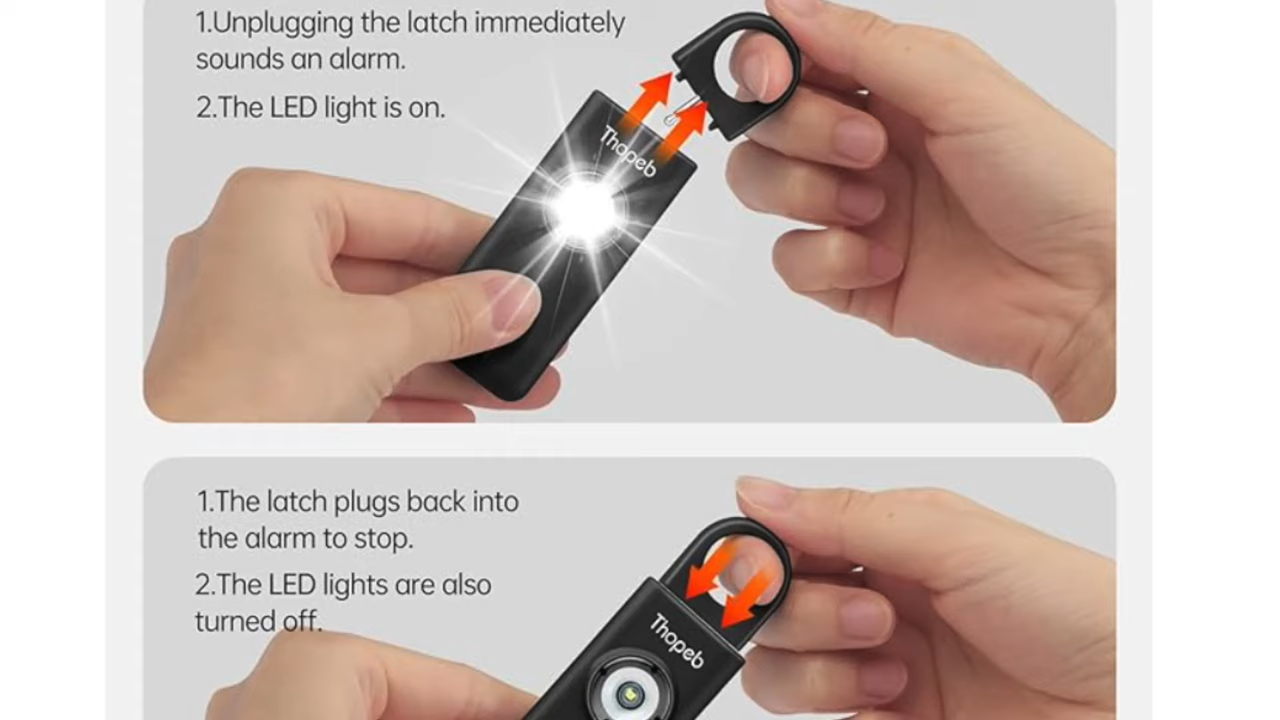 1.Unplugging the latch immediately
sounds an alarm.
2.The LED light is on.
Thopeb
1.The latch plugs back into
the alarm to stop.
2.The LED lights are also
turned off.
Thopeb